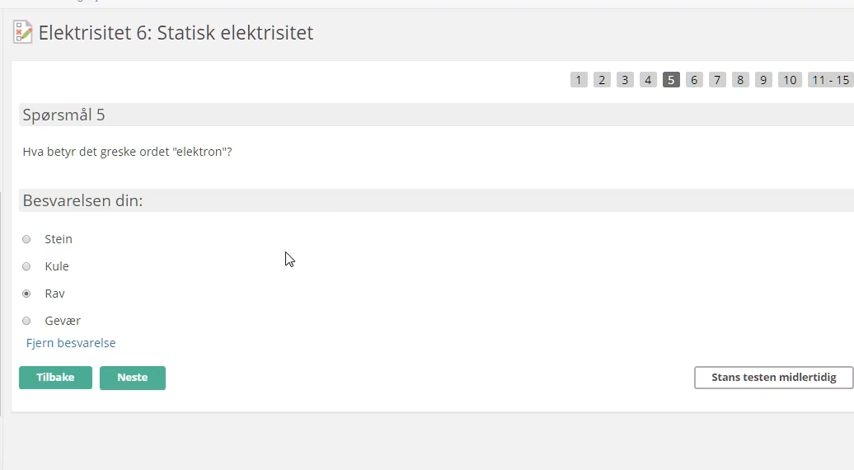 Elektrisitet 6: Statisk elektrisitet
1 2 3 4 5 6 7 8 9 10 11 - 15
Spørsmål 5
Hva betyr det greske ordet "elektron"?
Besvarelsen din:
Stein
Kule
Rav
Gevær
Fjern besvarelse
Tilbake Neste Stans testen midlertidig